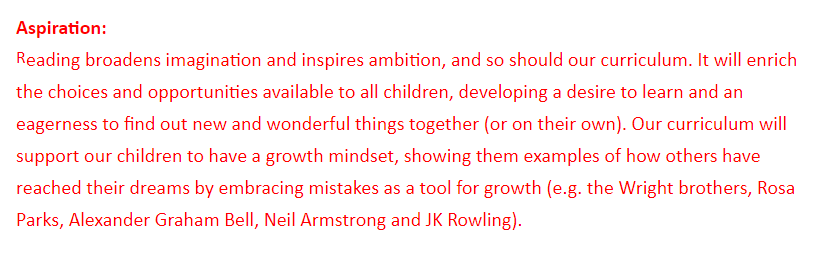 Aspiration:
Reading broadens imagination and inspires ambition, and so should our curriculum. It will enrich
the choices and opportunities available to all children, developing a desire to learn and an
eagerness to find out new and wonderful things together (or on their own). Our curriculum will
support our children to have a growth mindset, showing them examples of how others have
reached their dreams by embracing mistakes as a tool for growth (e.g. the Wright brothers, Rosa
Parks, Alexander Graham Bell, Neil Armstrong and JK Rowling).